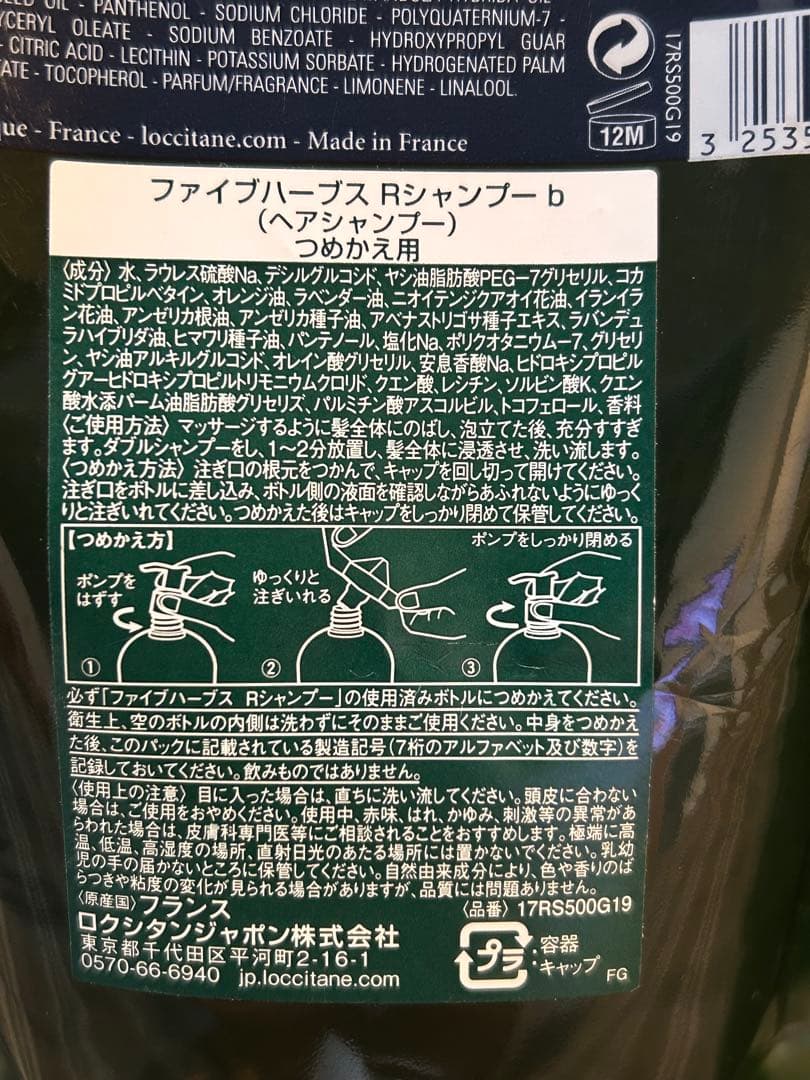 OIL - PANTHENOL - SODIUM CHLORIDE - POLYQUATERNIUM-7 -
OLEATE - SODIUM BENZOATE - HYDROXYPROPYL GUAR
- CITRIC ACID - LECITHIN - POTASSIUM SORBATE - HYDROGENATED PALM
- TOCOPHEROL - PARFUM/FRAGRANCE - LIMONENE - LINALOOL.
- France - loccitane.com - Made in France
12M
17RS500G19
3 2535
ファイブハーブス Rシャンプー b
(ヘアシャンプー)
つめかえ用
〈成分〉水、ラウレス硫酸Na、デシルグルコシド、ヤシ油脂肪酸PEG-7グリセリル、コカ
ミドプロピルベタイン、オレンジ油、ラベンダー油、ニオイテンジクアオイ花油、イランイラ
ン花油、アンゼリカ根油、アンゼリカ種子油、アベナストリゴサ種子エキス、ラバンデュ
ラハイブリダ油、ヒマワリ種子油、パンテノール、塩化Na、ポリクオタニウムー7、グリセリ
ン、ヤシ油アルキルグルコシド、オレイン酸グリセリル、安息香酸Na、ヒドロキシプロピル
グアーヒドロキシプロピルトリモニウムクロリド、クエン酸、レシチン、ソルビン酸K、クエン
酸水添パーム油脂肪酸グリセリズ、パルミチン酸アスコルビル、トコフェロール、香料
〈ご使用方法〉マッサージするように髪全体にのばし、泡立てた後、充分すすぎ
ます。ダブルシャンプーをし、1〜2分放置し、髪全体に浸透させ、洗い流します。
〈つめかえ方法〉注ぎ口の根元をつかんで、キャップを回し切って開けてください。
注ぎ口をボトルに差し込み、ボトル側の液面を確認しながらあふれないようにゆっく
りと注ぎいれてください。つめかえた後はキャップをしっかり閉めて保管してください。
【つめかえ方】
ポンプを
はずす
①
ゆっくりと
注ぎいれる
②
ポンプをしっかり閉める
③
必ず「ファイブハーブス Rシャンプー」の使用済みボトルにつめかえてください。
衛生上、空のボトルの内側は洗わずにそのままご使用ください。中身をつめかえ
た後、このパックに記載されている製造記号(7桁のアルファベット及び数字)を
記録しておいてください。飲みものではありません。
〈使用上の注意〉目に入った場合は、直ちに洗い流してください。頭皮に合わない
場合は、ご使用をおやめください。使用中、赤味、はれ、かゆみ、刺激等の異常があ
らわれた場合は、皮膚科専門医等にご相談されることをおすすめします。極端に高
温、低温、高湿度の場所、直射日光のあたる場所には置かないでください。乳幼
児の手の届かないところに保管してください。自然由来成分により、色や香りのば
らつきや粘度の変化が見られる場合がありますが、品質には問題ありません。
〈原産国〉フランス
〈品番〉17RS500G19
ロクシタンジャポン株式会社
東京都千代田区平河町2-16-1
0570-66-6940 jp.loccitane.com
プラ
:容器
:キャップ
FG